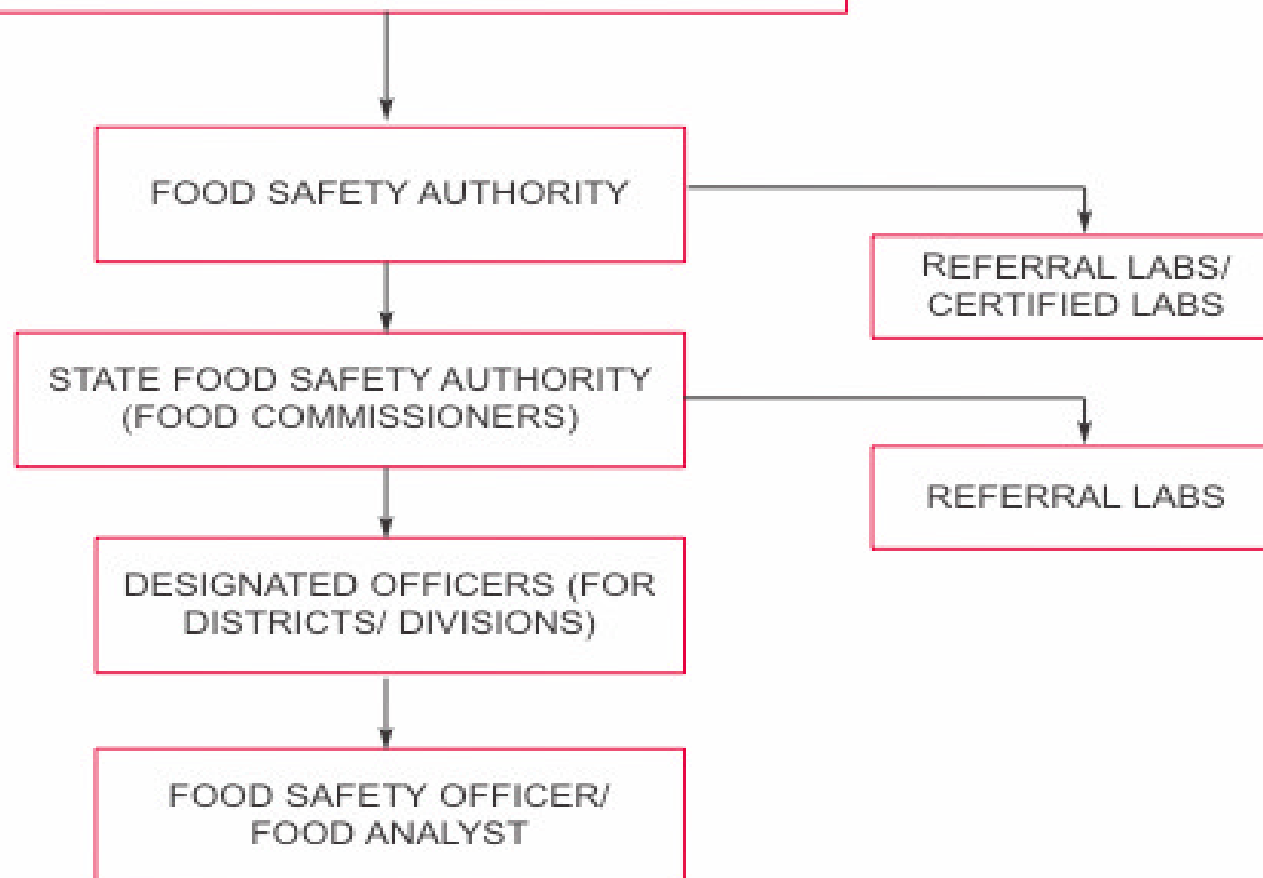 FOOD SAFETY AUTHORITY
REFERRAL LABS/
CERTIFIED LABS
STATE FOOD SAFETY AUTHORITY
(FOOD COMMISSIONERS)
REFERRAL LABS
DESIGNATED OFFICERS (FOR
DISTRICTS/ DIVISIONS)
FOOD SAFETY OFFICER/
FOOD ANALYST